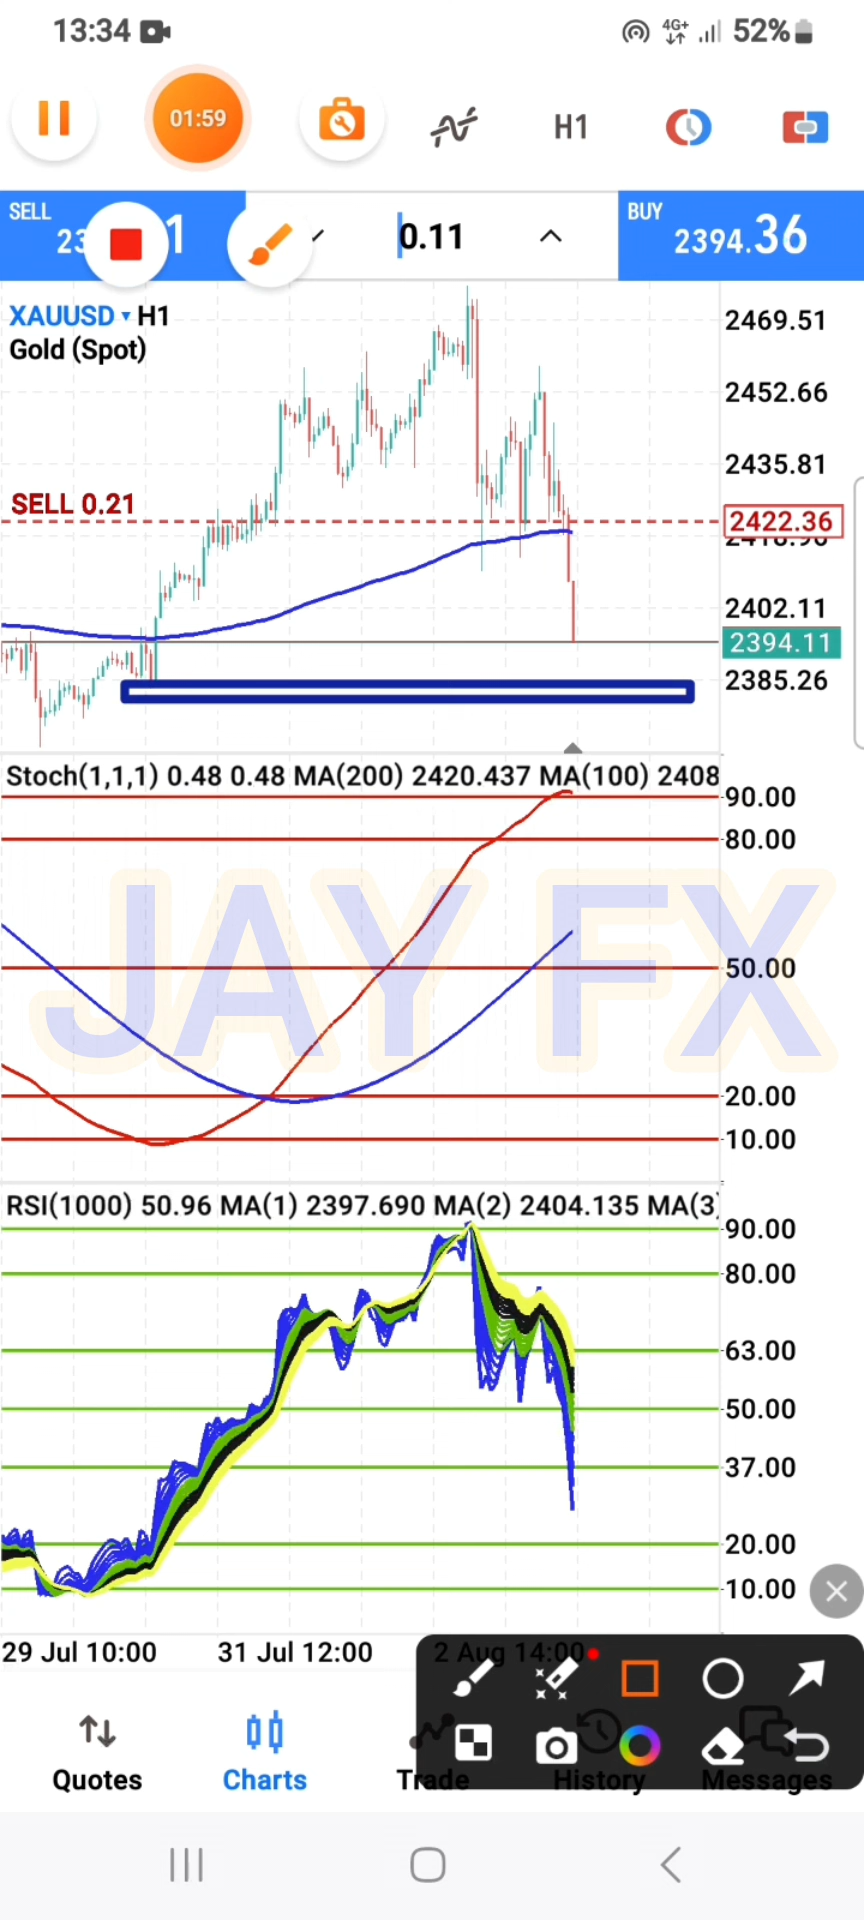 13:34
4G+
52%
01:59
H1
SELL
1
0.11
BUY
2394.36
XAUUSD H1
Gold (Spot)
2469.51
2452.66
2435.81
SELL 0.21
2422.36
2402.11
2394.11
2385.26
Stoch(1,1,1) 0.48 0.48 MA(200) 2420.437 MA(100) 2408
90.00
80.00
JAY FX
50.00
20.00
10.00
RSI(1000) 50.96 MA(1) 2397.690 MA(2) 2404.135 MA(3)
90.00
80.00
63.00
50.00
37.00
20.00
10.00
29 Jul 10:00
31 Jul 12:00
2 Aug 14:00
Quotes
Charts
Trade
History
Messages